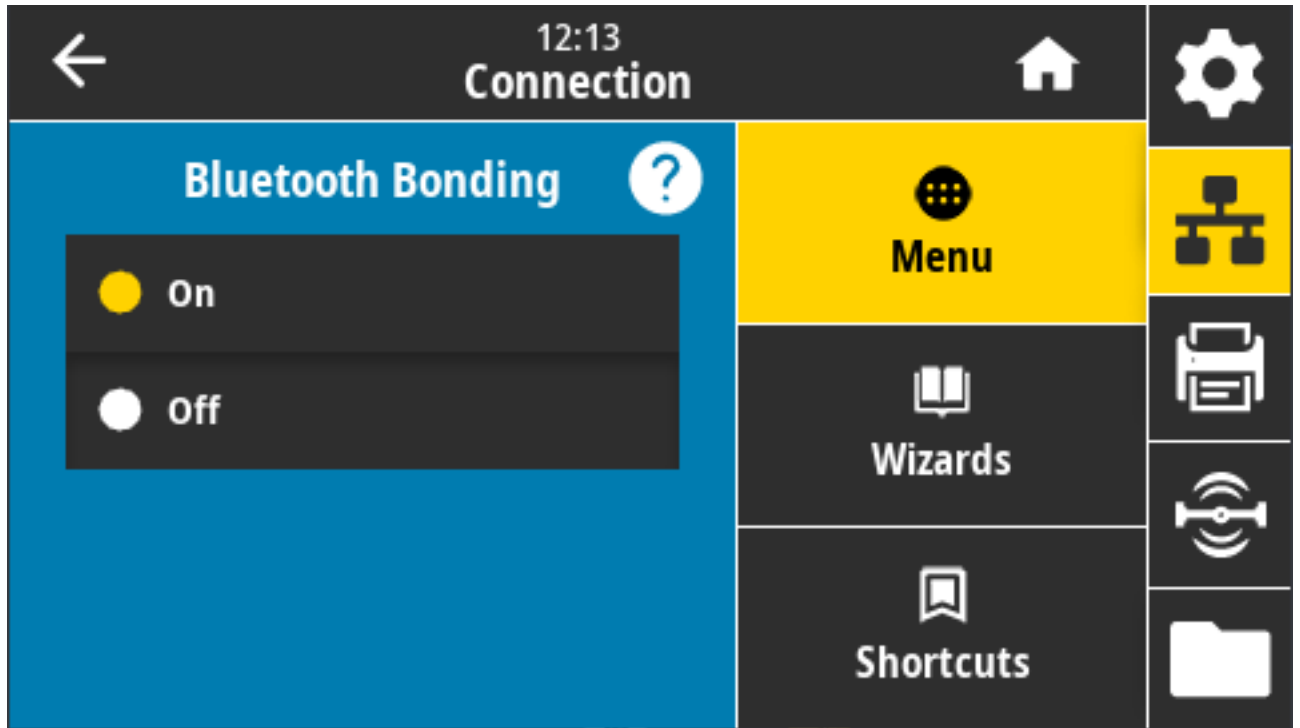 12:13
Connection
Bluetooth Bonding ?
On
Off
Menu
Wizards
Shortcuts